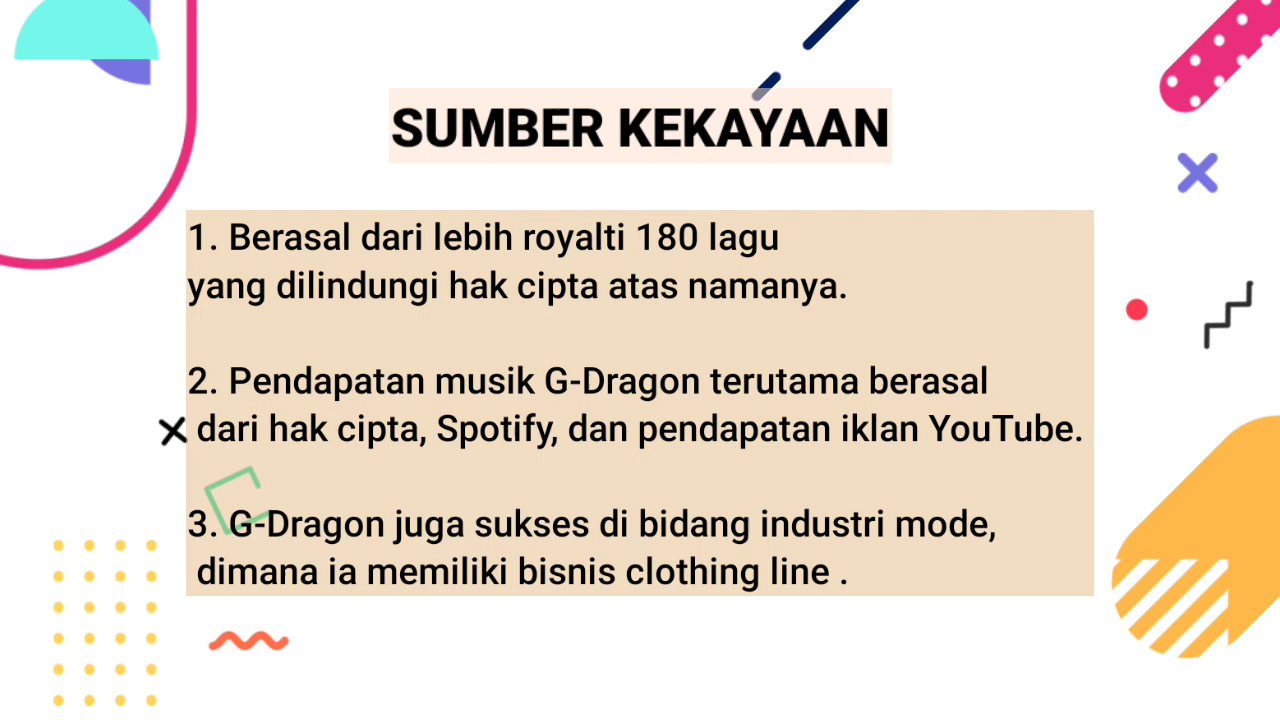 SUMBER KEKAYAAN
1. Berasal dari lebih royalti 180 lagu
yang dilindungi hak cipta atas namanya.
2. Pendapatan musik G-Dragon terutama berasal
dari hak cipta, Spotify, dan pendapatan iklan YouTube.
3. G-Dragon juga sukses di bidang industri mode,
dimana ia memiliki bisnis clothing line .